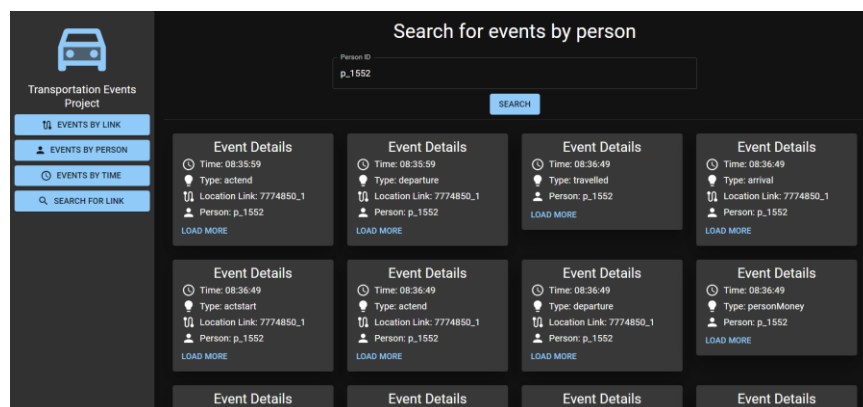 Transportation Events
Project
EVENTS BY LINK
EVENTS BY PERSON
EVENTS BY TIME
SEARCH FOR LINK
Search for events by person
Person ID
p_1552
SEARCH
Event Details
Time: 08:35:59
Type: actend
Location Link: 7774850_1
Person: p_1552
LOAD MORE
Event Details
Time: 08:35:59
Type: departure
Location Link: 7774850_1
Person: p_1552
LOAD MORE
Event Details
Time: 08:36:49
Type: travelled
Person: p_1552
LOAD MORE
Event Details
Time: 08:36:49
Type: arrival
Location Link: 7774850_1
Person: p_1552
LOAD MORE
Event Details
Time: 08:36:49
Type: actstart
Location Link: 7774850_1
Person: p_1552
LOAD MORE
Event Details
Time: 08:36:49
Type: actend
Location Link: 7774850_1
Person: p_1552
LOAD MORE
Event Details
Time: 08:36:49
Type: departure
Location Link: 7774850_1
Person: p_1552
LOAD MORE
Event Details
Time: 08:36:49
Type: personMoney
Person: p_1552
LOAD MORE
Event Details
Event Details
Event Details
Event Details